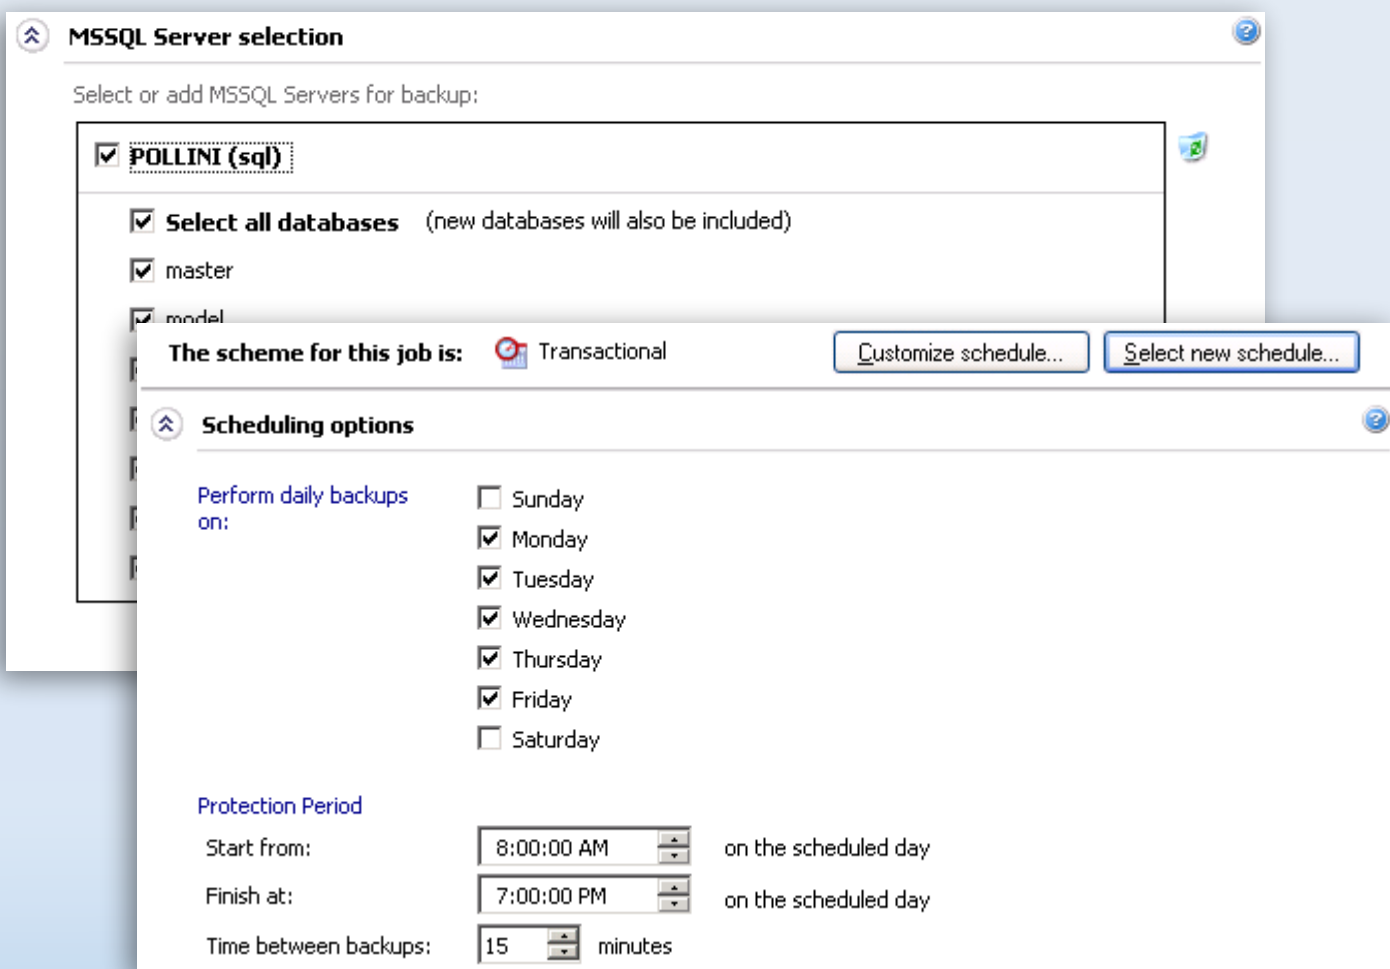 MSSQL Server selection
Select or add MSSQL Servers for backup:
POLLINI (sql)
Select all databases (new databases will also be included)
master
model
The scheme for this job is: Transactional Customize schedule... Select new schedule...
Scheduling options
Perform daily backups
on:
Sunday
Monday
Tuesday
Wednesday
Thursday
Friday
Saturday
Protection Period
Start from: 8:00:00 AM on the scheduled day
Finish at: 7:00:00 PM on the scheduled day
Time between backups: 15 minutes